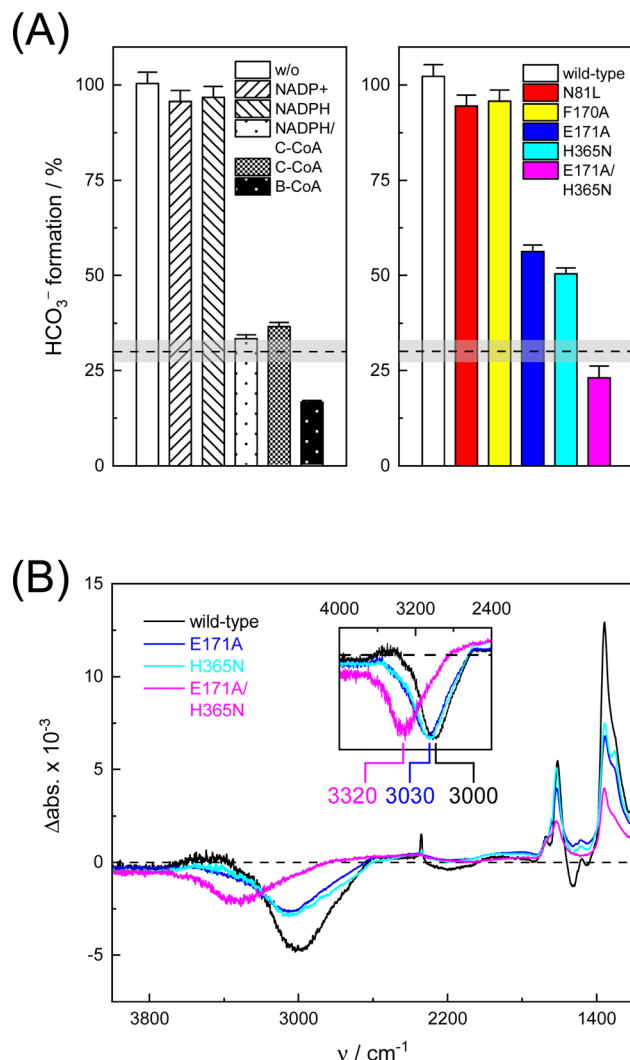 (A)
HCO₃⁻ formation / %
100
75
50
25
0
w/o
NADP+
NADPH
NADPH/
C-CoA
C-CoA
B-CoA
100
75
50
25
0
wild-type
N81L
F170A
E171A
H365N
E171A/
H365N
(B)
Δabs. x 10⁻³
15
10
5
0
-5
wild-type
E171A
H365N
E171A/
H365N
4000 3200 2400
3320 3030 3000
3800 3000 2200 1400
ν / cm⁻¹